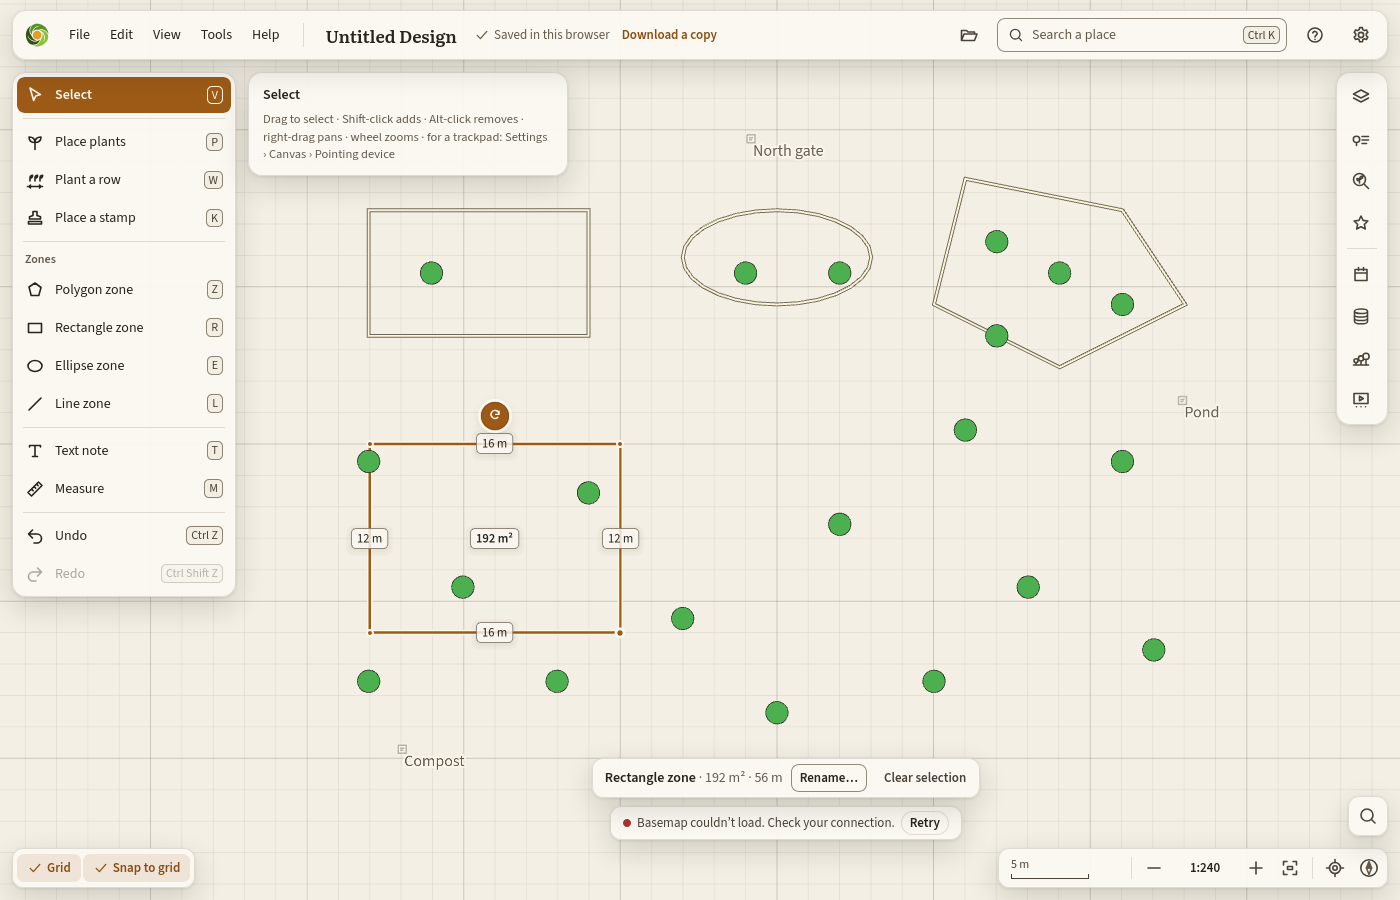 File Edit View Tools Help
Untitled Design
Saved in this browser Download a copy
Search a place Ctrl K
Select V
Place plants P
Plant a row W
Place a stamp K
Zones
Polygon zone Z
Rectangle zone R
Ellipse zone E
Line zone L
Text note T
Measure M
Undo Ctrl Z
Redo Ctrl Shift Z
Select
Drag to select · Shift-click adds · Alt-click removes ·
right-drag pans · wheel zooms · for a trackpad: Settings
› Canvas › Pointing device
North gate
Pond
16 m
12 m 192 m² 12 m
16 m
Compost
Rectangle zone · 192 m² · 56 m Rename... Clear selection
Basemap couldn't load. Check your connection. Retry
Grid Snap to grid
5 m 1:240